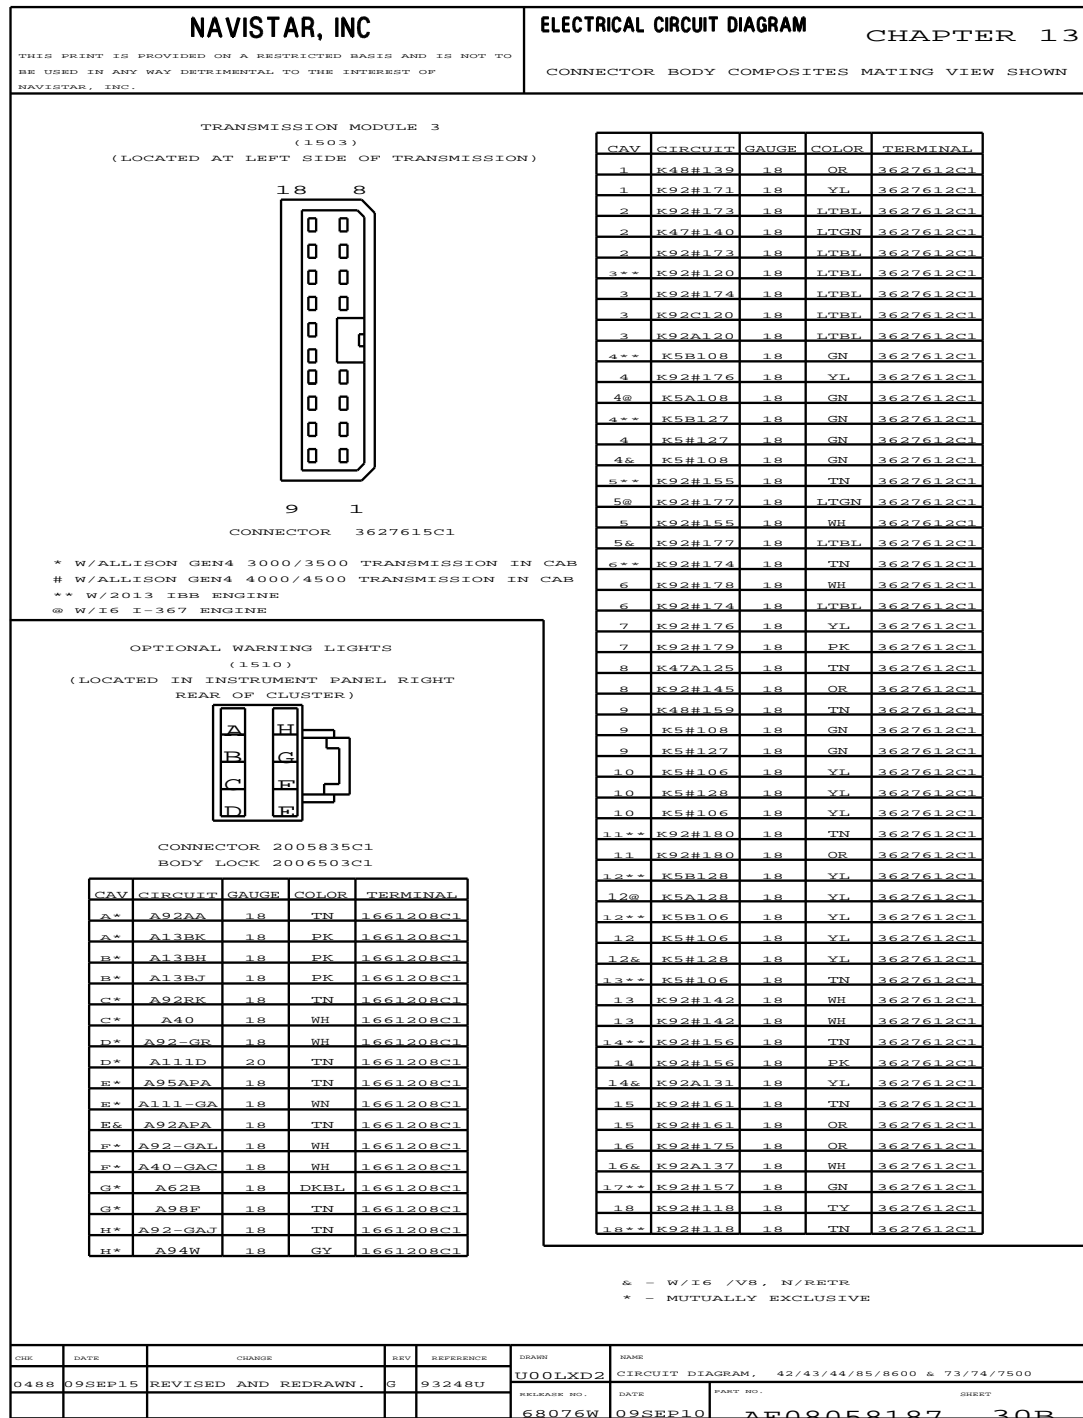 NAVISTAR, INC
THIS PRINT IS PROVIDED ON A RESTRICTED BASIS AND IS NOT TO
BE USED IN ANY WAY DETRIMENTAL TO THE INTEREST OF
NAVISTAR, INC.
ELECTRICAL CIRCUIT DIAGRAM
CHAPTER 13
CONNECTOR BODY COMPOSITES MATING VIEW SHOWN
TRANSMISSION MODULE 3
(1503)
(LOCATED AT LEFT SIDE OF TRANSMISSION)
18 8
9 1
CONNECTOR 3627615C1
* W/ALLISON GEN4 3000/3500 TRANSMISSION IN CAB
# W/ALLISON GEN4 4000/4500 TRANSMISSION IN CAB
** W/2013 IBB ENGINE
@ W/I6 I-367 ENGINE
OPTIONAL WARNING LIGHTS
(1510)
(LOCATED IN INSTRUMENT PANEL RIGHT
REAR OF CLUSTER)
A H
B G
C F
D E
CONNECTOR 2005835C1
BODY LOCK 2006503C1
CAV CIRCUIT GAUGE COLOR TERMINAL
A* A92AA 18 TN 1661208C1
A* A13BK 18 PK 1661208C1
B* A13BH 18 PK 1661208C1
B* A13BJ 18 PK 1661208C1
C* A92RK 18 TN 1661208C1
C* A40 18 WH 1661208C1
D* A92-GR 18 WH 1661208C1
D* A111D 20 TN 1661208C1
E* A95APA 18 TN 1661208C1
E* A111-GA 18 WN 1661208C1
E& A92APA 18 TN 1661208C1
F* A92-GAL 18 WH 1661208C1
F* A40-GAC 18 WH 1661208C1
G* A62B 18 DKBL 1661208C1
G* A98F 18 TN 1661208C1
H* A92-GAJ 18 TN 1661208C1
H* A94W 18 GY 1661208C1
CAV CIRCUIT GAUGE COLOR TERMINAL
1 K48#139 18 OR 3627612C1
1 K92#171 18 YL 3627612C1
2 K92#173 18 LTBL 3627612C1
2 K47#140 18 LTGN 3627612C1
2 K92#173 18 LTBL 3627612C1
3** K92#120 18 LTBL 3627612C1
3 K92#174 18 LTBL 3627612C1
3 K92C120 18 LTBL 3627612C1
3 K92A120 18 LTBL 3627612C1
4** K5B108 18 GN 3627612C1
4 K92#176 18 YL 3627612C1
4@ K5A108 18 GN 3627612C1
4** K5B127 18 GN 3627612C1
4 K5#127 18 GN 3627612C1
4& K5#108 18 GN 3627612C1
5** K92#155 18 TN 3627612C1
5@ K92#177 18 LTGN 3627612C1
5 K92#155 18 WH 3627612C1
5& K92#177 18 LTBL 3627612C1
6** K92#174 18 TN 3627612C1
6 K92#178 18 WH 3627612C1
6 K92#174 18 LTBL 3627612C1
7 K92#176 18 YL 3627612C1
7 K92#179 18 PK 3627612C1
8 K47A125 18 TN 3627612C1
8 K92#145 18 OR 3627612C1
9 K48#159 18 TN 3627612C1
9 K5#108 18 GN 3627612C1
9 K5#127 18 GN 3627612C1
10 K5#106 18 YL 3627612C1
10 K5#128 18 YL 3627612C1
10 K5#106 18 YL 3627612C1
11** K92#180 18 TN 3627612C1
11 K92#180 18 OR 3627612C1
12** K5B128 18 YL 3627612C1
12@ K5A128 18 YL 3627612C1
12** K5B106 18 YL 3627612C1
12 K5#106 18 YL 3627612C1
12& K5#128 18 YL 3627612C1
13** K5#106 18 TN 3627612C1
13 K92#142 18 WH 3627612C1
13 K92#142 18 WH 3627612C1
14** K92#156 18 TN 3627612C1
14 K92#156 18 PK 3627612C1
14& K92A131 18 YL 3627612C1
15 K92#161 18 TN 3627612C1
15 K92#161 18 OR 3627612C1
16 K92#175 18 OR 3627612C1
16& K92A137 18 WH 3627612C1
17** K92#157 18 GN 3627612C1
18 K92#118 18 TY 3627612C1
18** K92#118 18 TN 3627612C1
& - W/I6 /V8, N/RETR
* - MUTUALLY EXCLUSIVE
CHK DATE CHANGE REV REFERENCE
0488 09SEP15 REVISED AND REDRAWN. G 93248U
DRAWN
U00LXD2
NAME
CIRCUIT DIAGRAM, 42/43/44/85/8600 & 73/74/7500
RELEASE NO. DATE PART NO. SHEET
68076W 09SEP10 AF08058187 30B